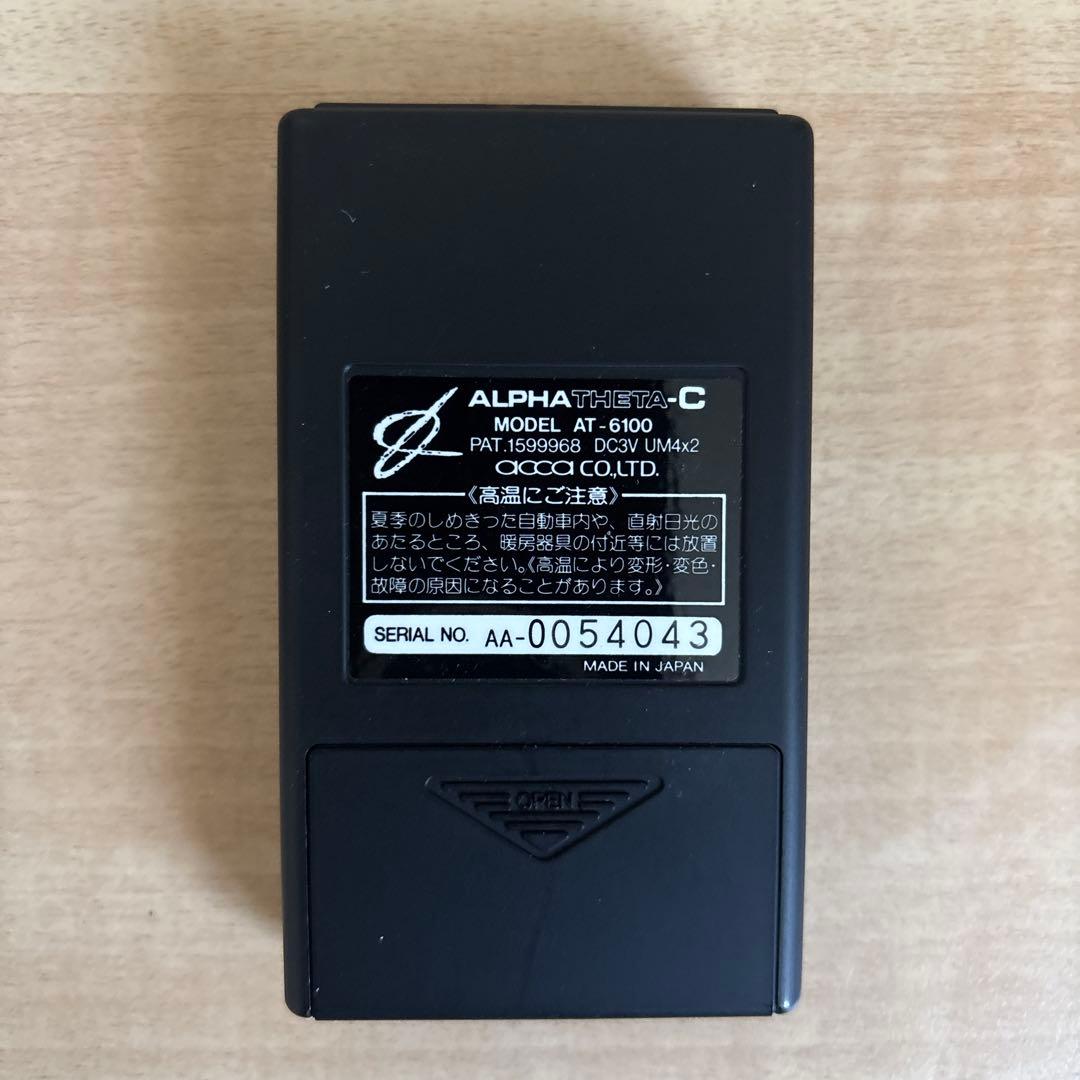 ALPHATHETA-C
MODEL AT-6100
PAT.1599968 DC3V UM4x2
acca CO.,LTD.
《高温にご注意》
夏季のしめきった自動車内や、直射日光の
あたるところ、暖房器具の付近等には放置
しないでください。《高温により変形・変色・
故障の原因になることがあります。》
SERIAL NO. AA-0054043
MADE IN JAPAN
OPEN